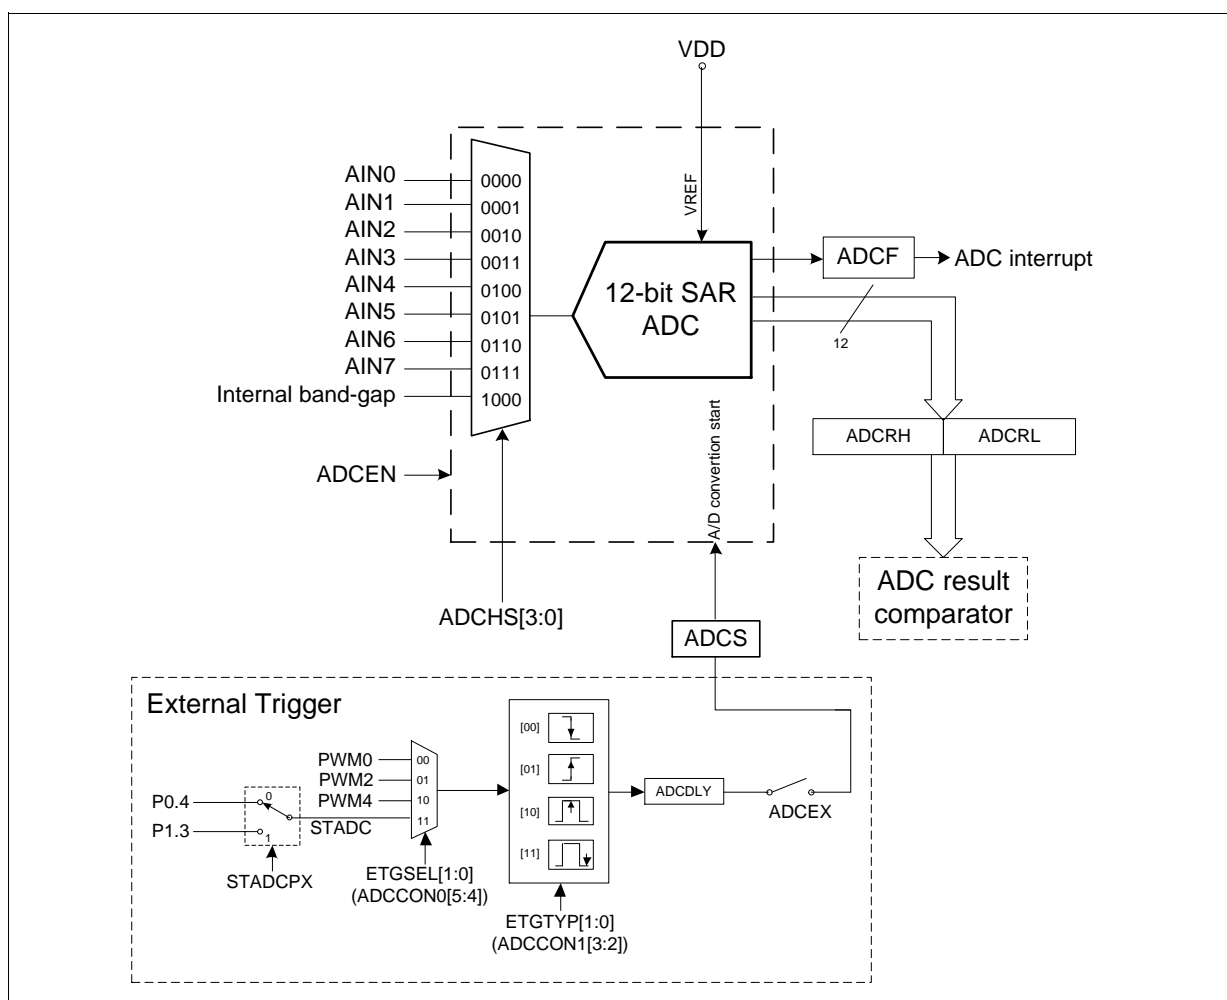 VDD
VREF
AIN0
AIN1
AIN2
AIN3
AIN4
AIN5
AIN6
AIN7
Internal band-gap
0000
0001
0010
0011
0100
0101
0110
0111
1000
12-bit SAR
ADC
ADCF
ADC interrupt
12
ADCRH
ADCRL
ADCEN
A/D convertion start
ADC result
comparator
ADCHS[3:0]
ADCS
External Trigger
P0.4
P1.3
0
1
STADCPX
PWM0
PWM2
PWM4
STADC
00
01
10
11
ETGSEL[1:0]
(ADCCON0[5:4])
[00]
[01]
[10]
[11]
ETGTYP[1:0]
(ADCCON1[3:2])
ADCDLY
ADCEX